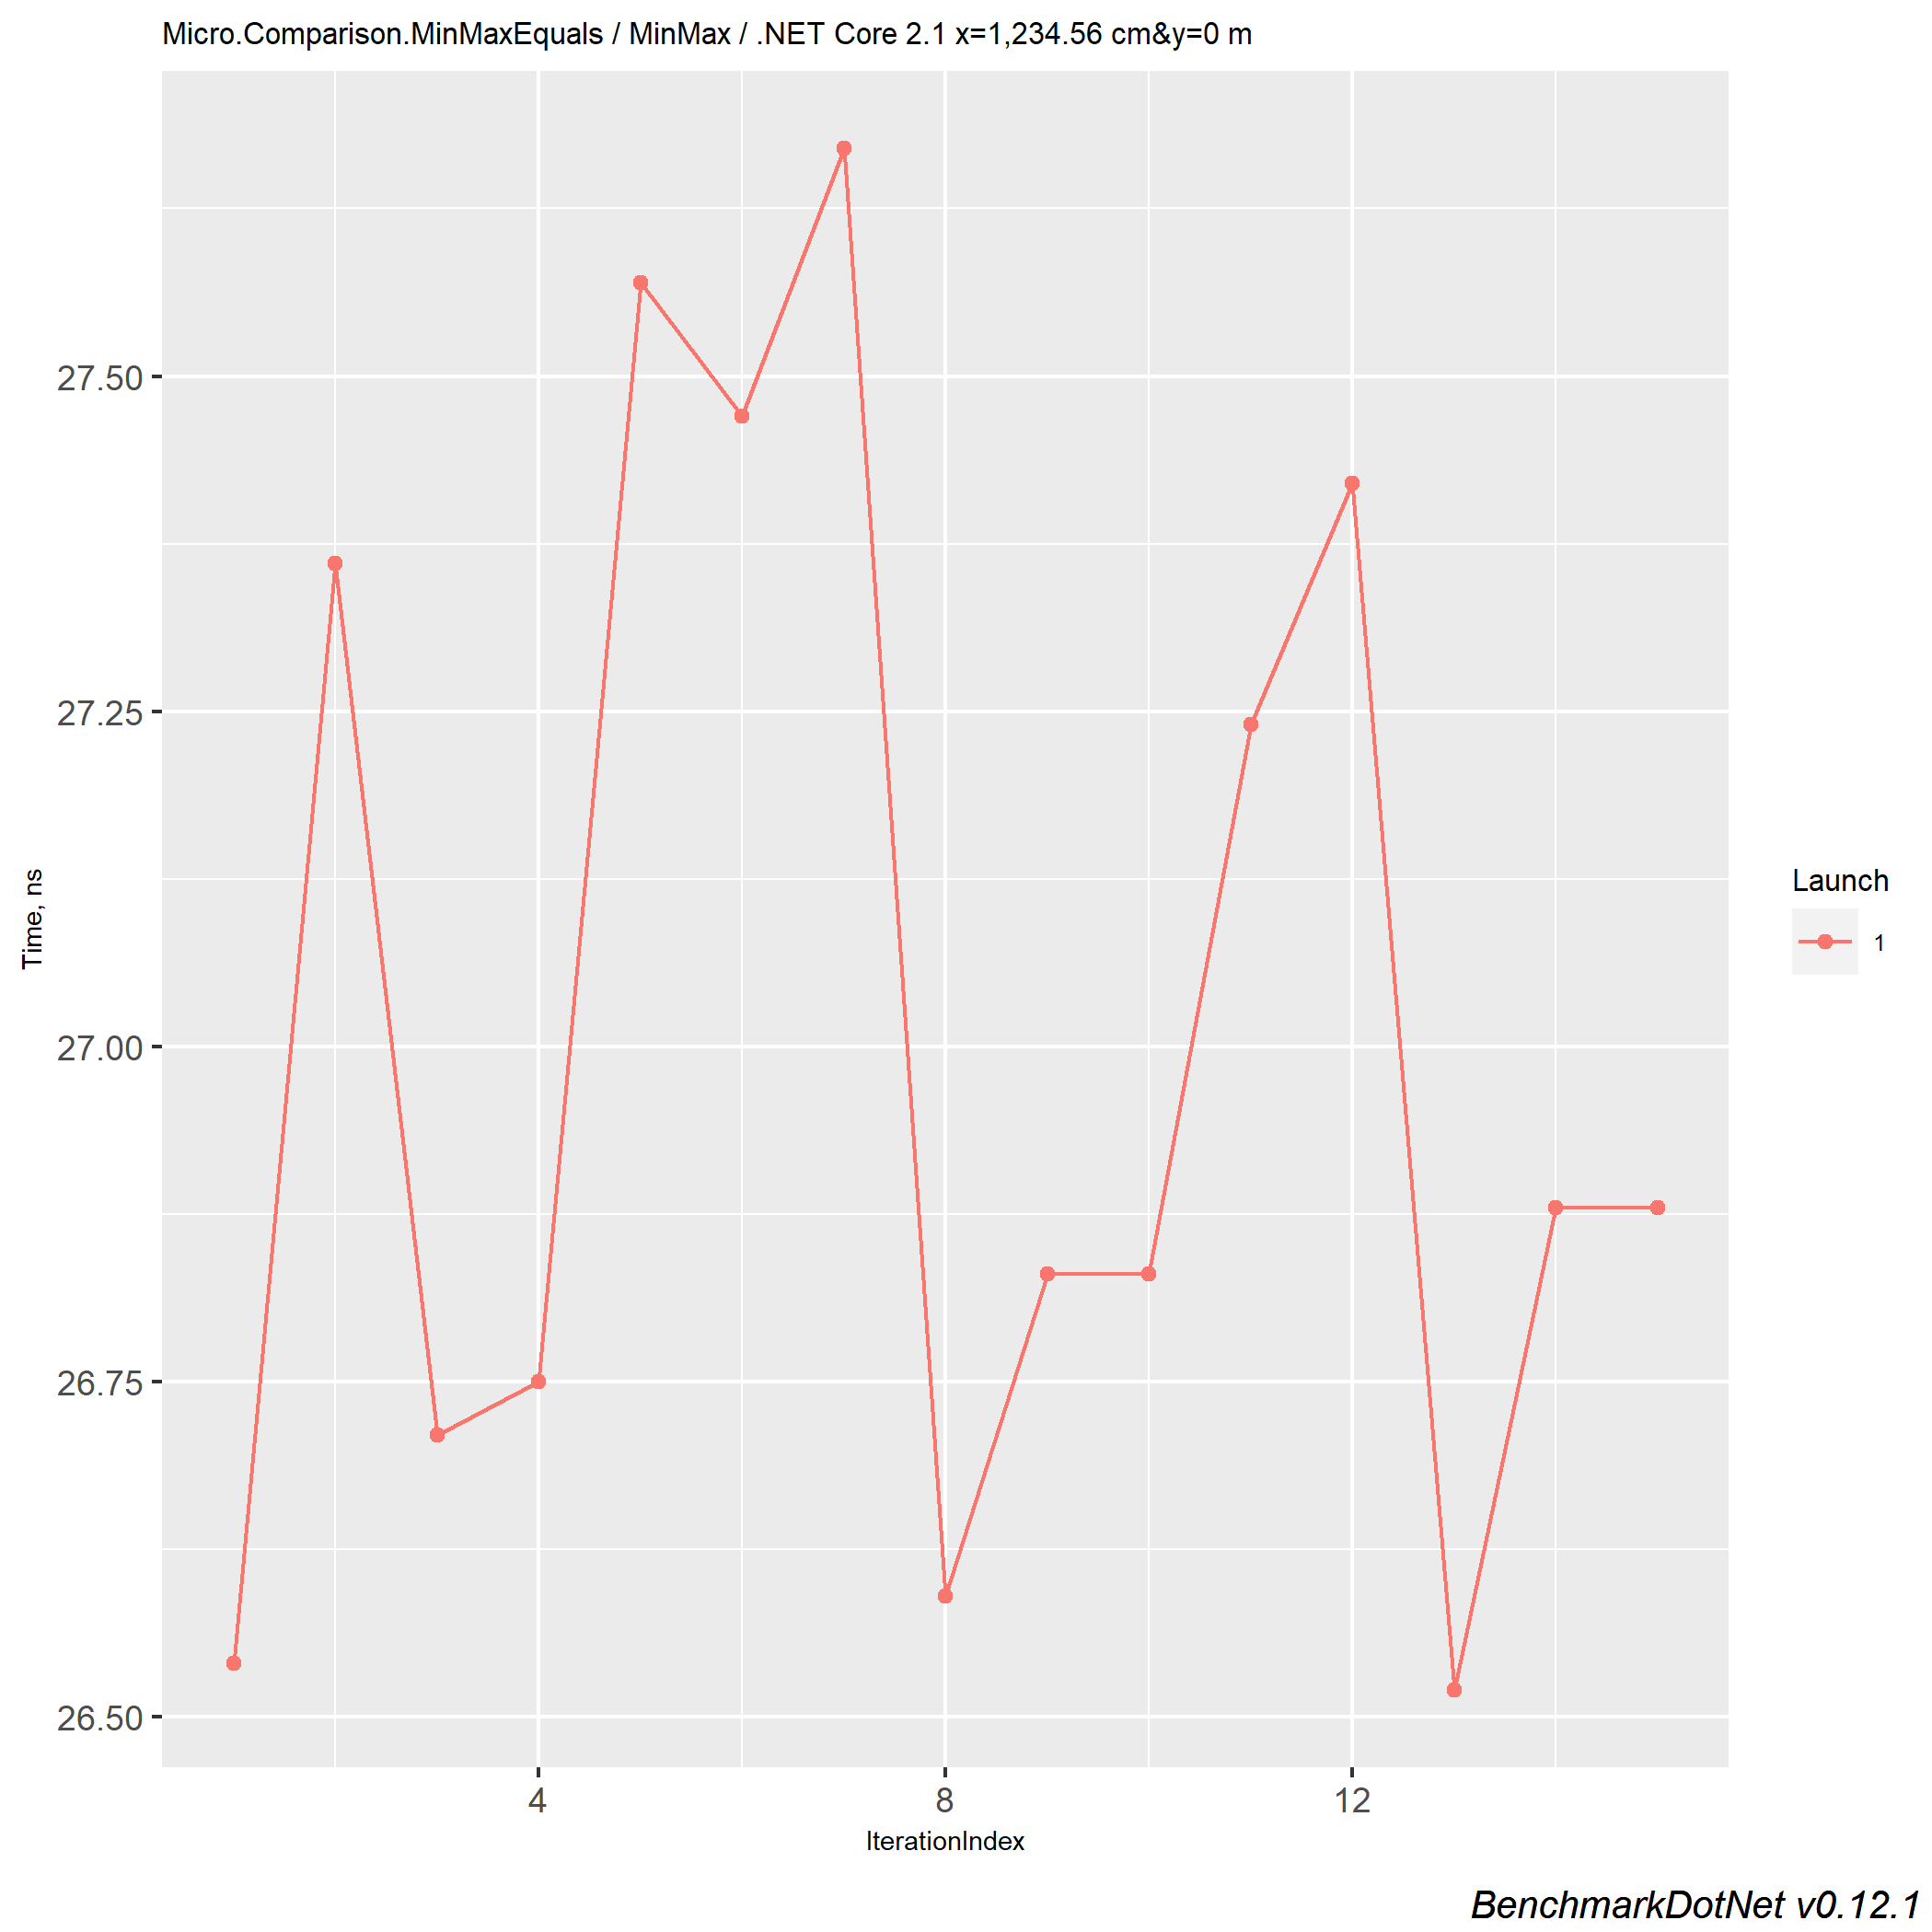 Micro.Comparison.MinMaxEquals / MinMax / .NET Core 2.1 x=1,234.56 cm&y=0 m
27.50
27.25
27.00
26.75
26.50
Time, ns
4 8 12
IterationIndex
Launch
1
BenchmarkDotNet v0.12.1